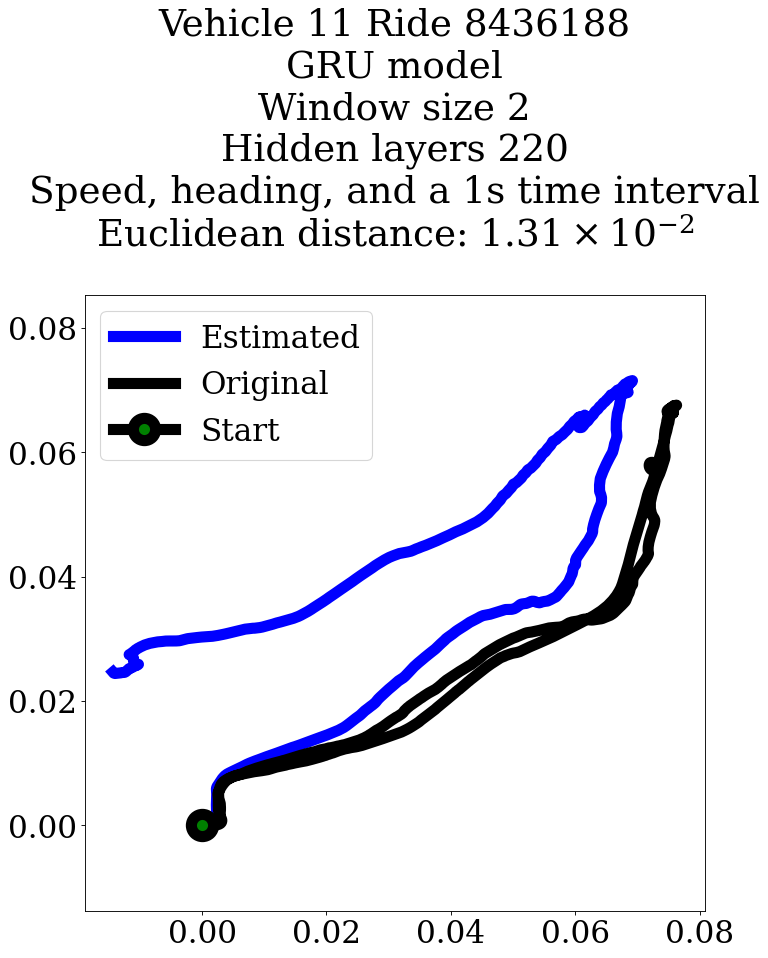 Vehicle 11 Ride 8436188
GRU model
Window size 2
Hidden layers 220
Speed, heading, and a 1s time interval
Euclidean distance: 1.31 × 10⁻²
Estimated
Original
Start
0.08
0.06
0.04
0.02
0.00
0.00 0.02 0.04 0.06 0.08